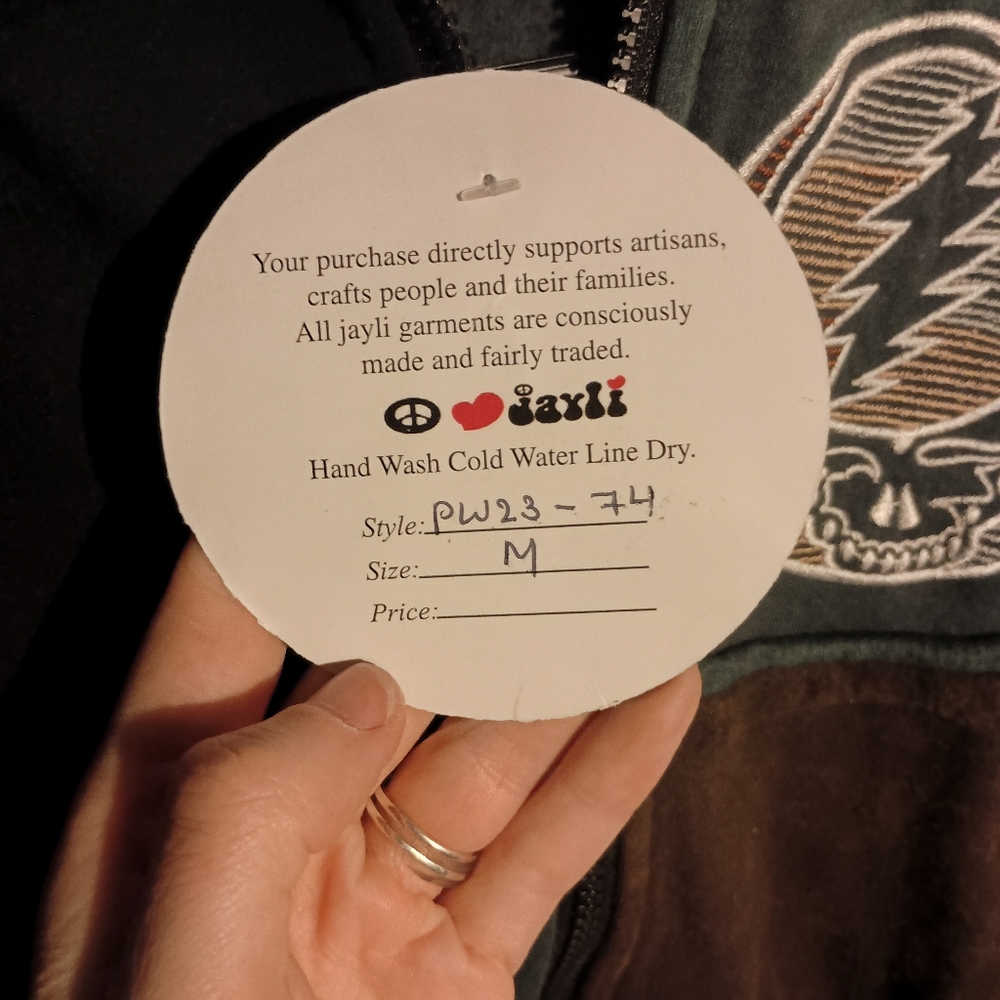 Your purchase directly supports artisans,
crafts people and their families.
All jayli garments are consciously
made and fairly traded.
jayli
Hand Wash Cold Water Line Dry.
Style: PW23 - 74
Size: M
Price: